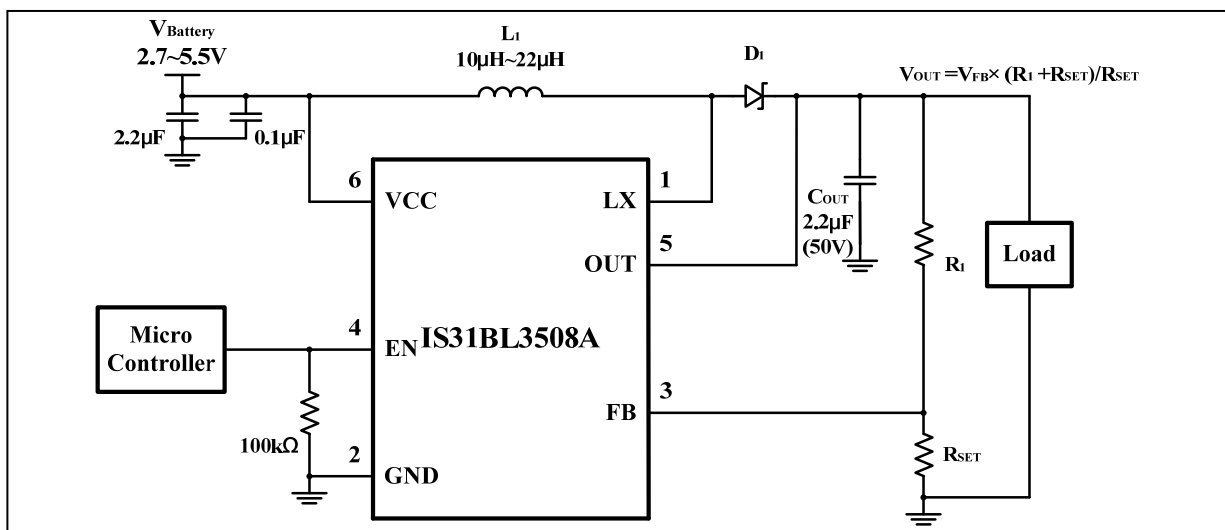 VBattery
2.7~5.5V
L1
10µH~22µH
D1
VOUT =VFB× (R1 +RSET)/RSET
2.2µF
0.1µF
6
VCC
1
LX
COUT
2.2µF
(50V)
5
OUT
R1
Load
Micro
Controller
4
EN
IS31BL3508A
3
FB
100kΩ
2
GND
RSET